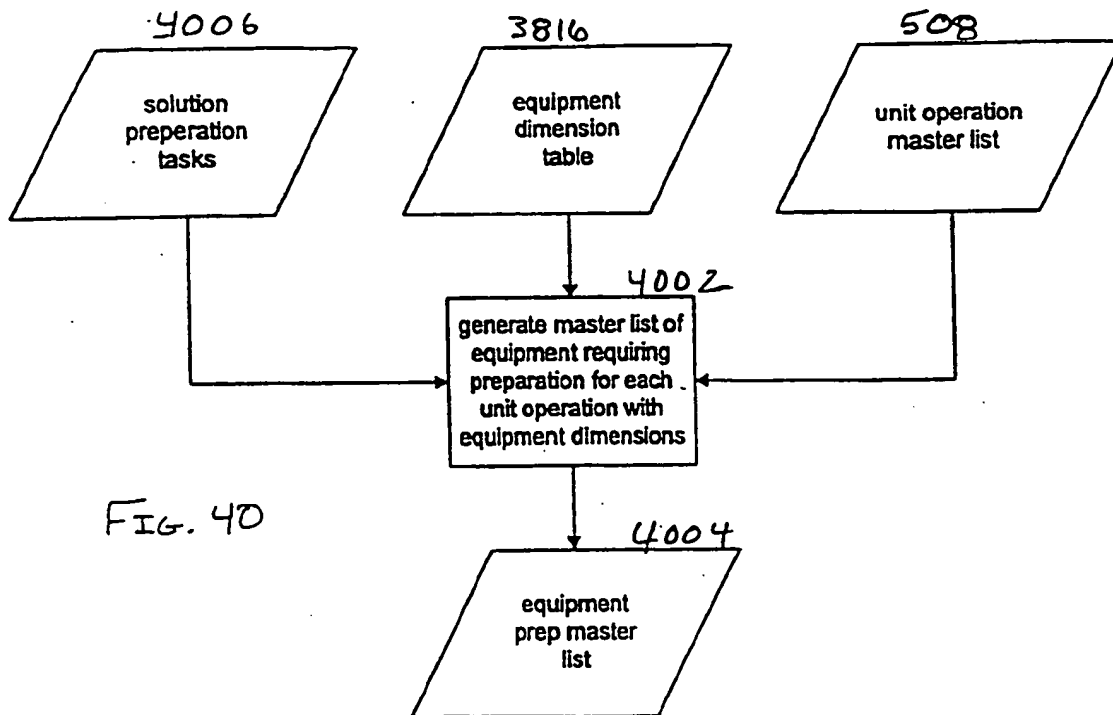 4006
3816
508
solution
preperation
tasks
equipment
dimension
table
unit operation
master list
4002
generate master list of
equipment requiring
preparation for each
unit operation with
equipment dimensions
FIG. 40
4004
equipment
prep master
list